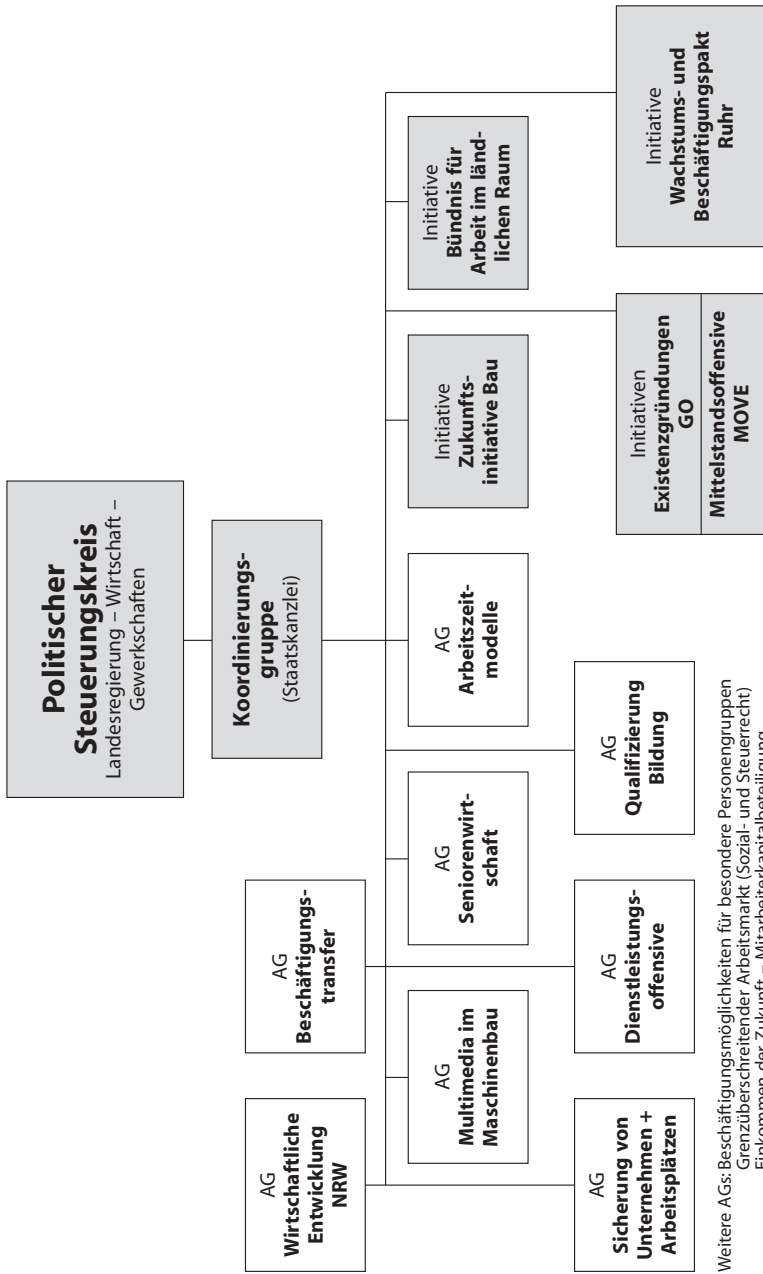 Politischer
Steuerungskreis
Landesregierung – Wirtschaft –
Gewerkschaften
Koordinierungs-
gruppe
(Staatskanzlei)
AG
Wirtschaftliche
Entwicklung
NRW
AG
Beschäftigungs-
transfer
AG
Multimedia im
Maschinenbau
AG
Seniorenwirt-
schaft
AG
Arbeitszeit-
modelle
Initiative
Zukunfts-
initiative Bau
Initiative
Bündnis für
Arbeit im länd-
lichen Raum
AG
Sicherung von
Unternehmen +
Arbeitsplätzen
AG
Dienstleistungs-
offensive
AG
Qualifizierung
Bildung
Initiativen
Existenzgründungen
GO
Mittelstandsoffensive
MOVE
Initiative
Wachstums- und
Beschäftigungspakt
Ruhr
Weitere AGs: Beschäftigungsmöglichkeiten für besondere Personengruppen
Grenzüberschreitender Arbeitsmarkt (Sozial- und Steuerrecht)
Einkommen der Zukunft – Mitarbeiterkapitalbeteiligung